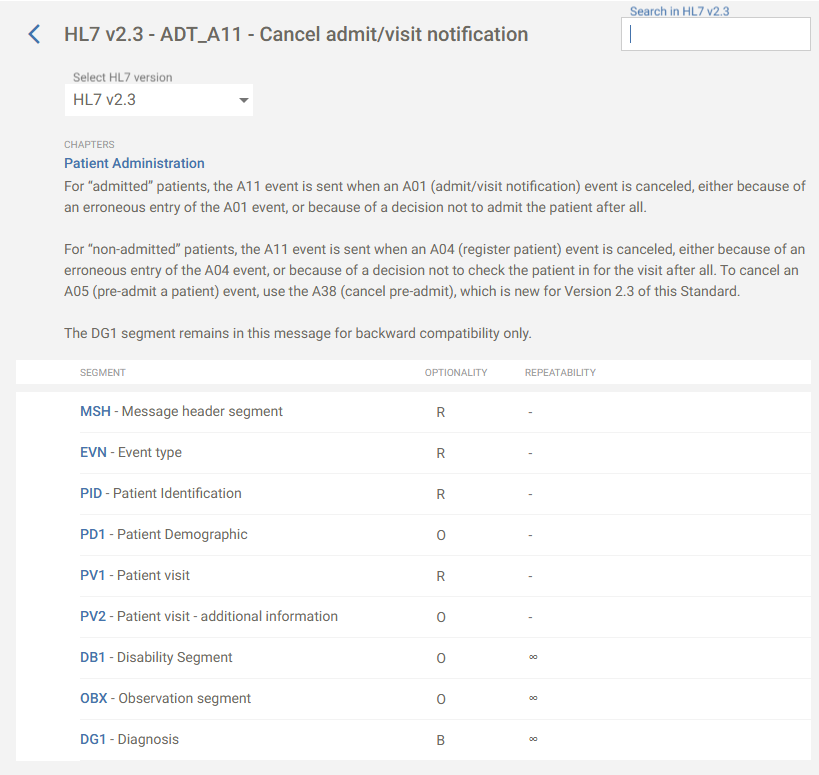 Search in HL7 v2.3
HL7 v2.3 - ADT_A11 - Cancel admit/visit notification
Select HL7 version
HL7 v2.3
CHAPTERS
Patient Administration
For “admitted” patients, the A11 event is sent when an A01 (admit/visit notification) event is canceled, either because of
an erroneous entry of the A01 event, or because of a decision not to admit the patient after all.
For “non-admitted” patients, the A11 event is sent when an A04 (register patient) event is canceled, either because of an
erroneous entry of the A04 event, or because of a decision not to check the patient in for the visit after all. To cancel an
A05 (pre-admit a patient) event, use the A38 (cancel pre-admit), which is new for Version 2.3 of this Standard.
The DG1 segment remains in this message for backward compatibility only.
SEGMENT OPTIONALITY REPEATABILITY
MSH - Message header segment R -
EVN - Event type R -
PID - Patient Identification R -
PD1 - Patient Demographic O -
PV1 - Patient visit R -
PV2 - Patient visit - additional information O -
DB1 - Disability Segment O ∞
OBX - Observation segment O ∞
DG1 - Diagnosis B ∞